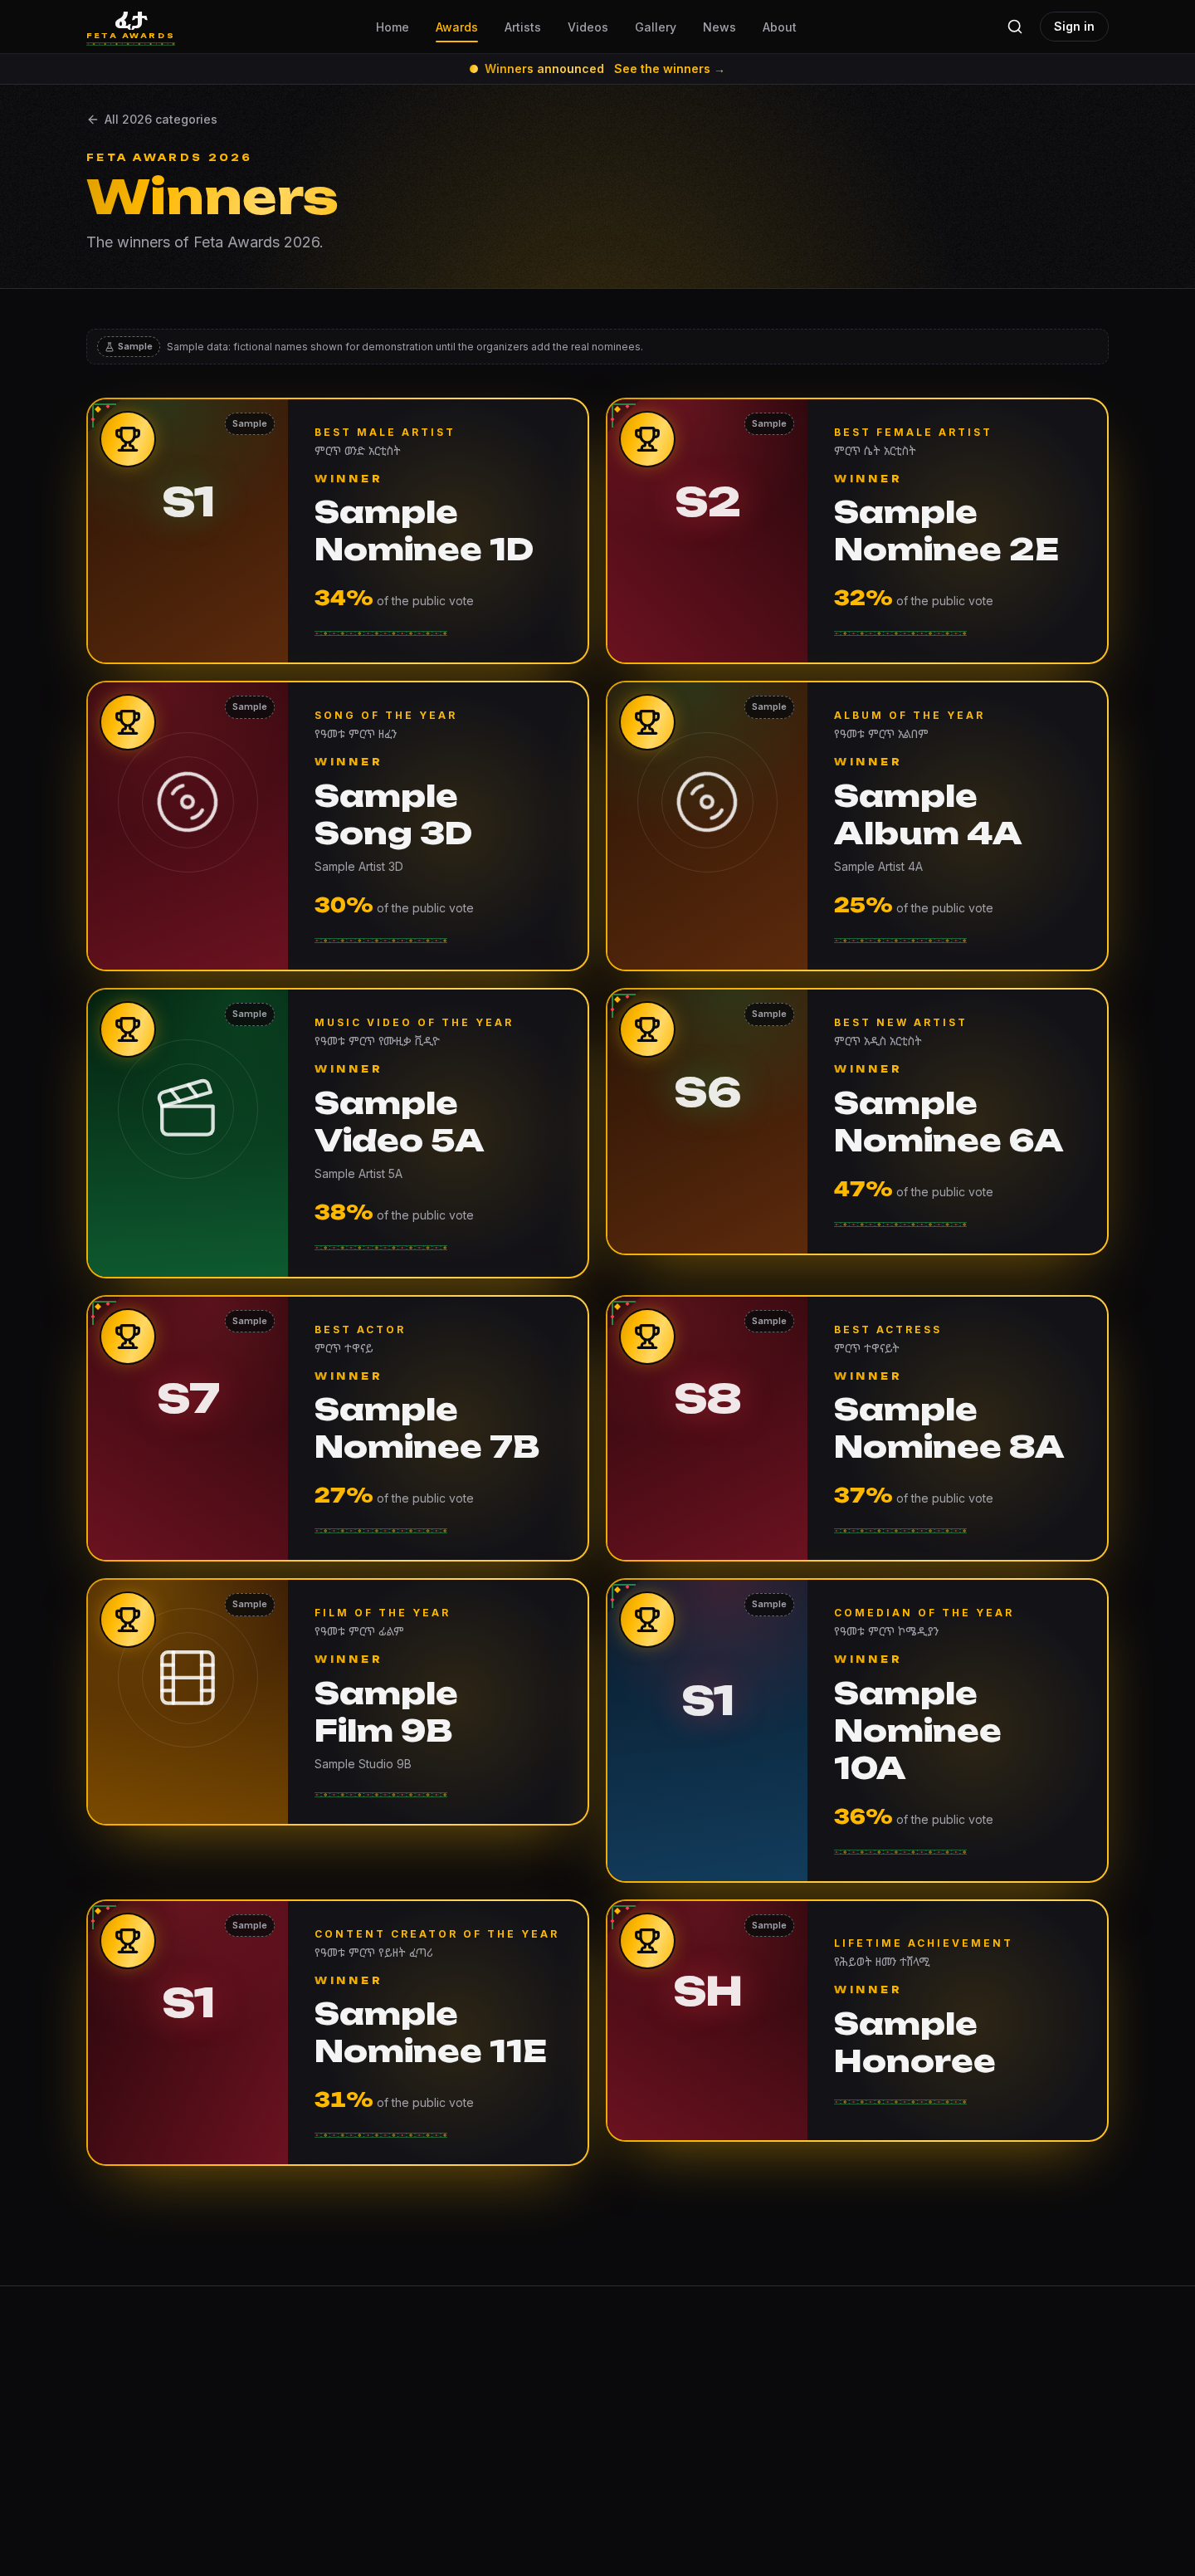 ፈታ
FETA AWARDS
Home
Awards
Artists
Videos
Gallery
News
About
Sign in
Winners announced See the winners →
← All 2026 categories
FETA AWARDS 2026
Winners
The winners of Feta Awards 2026.
Sample
Sample data: fictional names shown for demonstration until the organizers add the real nominees.
Sample
S1
BEST MALE ARTIST
ምርጥ ወንድ አርቲስት
WINNER
Sample
Nominee 1D
34% of the public vote
Sample
S2
BEST FEMALE ARTIST
ምርጥ ሴት አርቲስት
WINNER
Sample
Nominee 2E
32% of the public vote
Sample
SONG OF THE YEAR
የዓመቱ ምርጥ ዘፈን
WINNER
Sample
Song 3D
Sample Artist 3D
30% of the public vote
Sample
ALBUM OF THE YEAR
የዓመቱ ምርጥ አልበም
WINNER
Sample
Album 4A
Sample Artist 4A
25% of the public vote
Sample
MUSIC VIDEO OF THE YEAR
የዓመቱ ምርጥ የሙዚቃ ቪዲዮ
WINNER
Sample
Video 5A
Sample Artist 5A
38% of the public vote
Sample
S6
BEST NEW ARTIST
ምርጥ አዲስ አርቲስት
WINNER
Sample
Nominee 6A
47% of the public vote
Sample
S7
BEST ACTOR
ምርጥ ተዋናይ
WINNER
Sample
Nominee 7B
27% of the public vote
Sample
S8
BEST ACTRESS
ምርጥ ተዋናይት
WINNER
Sample
Nominee 8A
37% of the public vote
Sample
FILM OF THE YEAR
የዓመቱ ምርጥ ፊልም
WINNER
Sample
Film 9B
Sample Studio 9B
Sample
S1
COMEDIAN OF THE YEAR
የዓመቱ ምርጥ ኮሜዲያን
WINNER
Sample
Nominee
10A
36% of the public vote
Sample
S1
CONTENT CREATOR OF THE YEAR
የዓመቱ ምርጥ የይዘት ፈጣሪ
WINNER
Sample
Nominee 11E
31% of the public vote
Sample
SH
LIFETIME ACHIEVEMENT
የሕይወት ዘመን ተሸላሚ
WINNER
Sample
Honoree